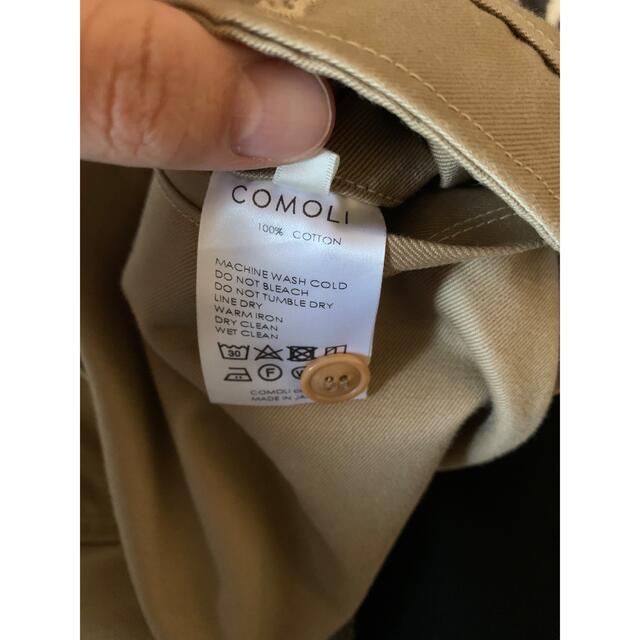 COMOLI
100% COTTON
MACHINE WASH COLD
DO NOT BLEACH
DO NOT TUMBLE DRY
LINE DRY
WARM IRON
DRY CLEAN
WET CLEAN
30
F W
COMOLI
MADE IN